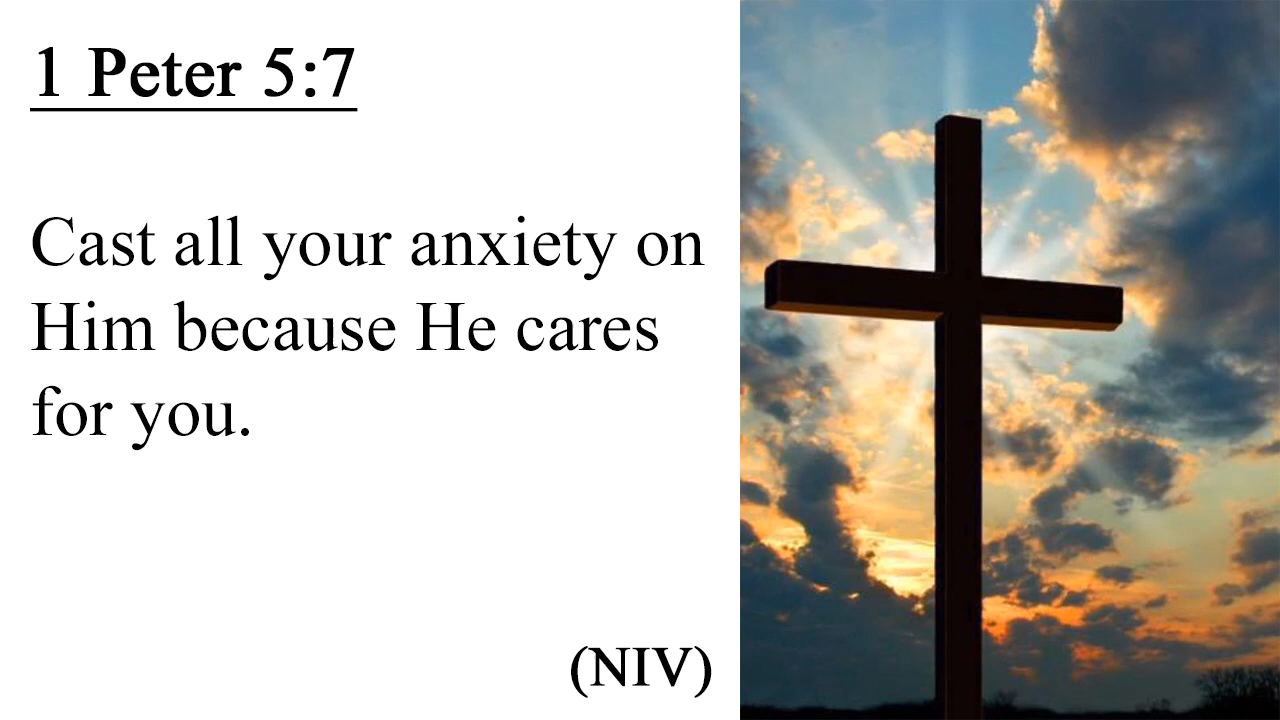 1 Peter 5:7
Cast all your anxiety on
Him because He cares
for you.
(NIV)